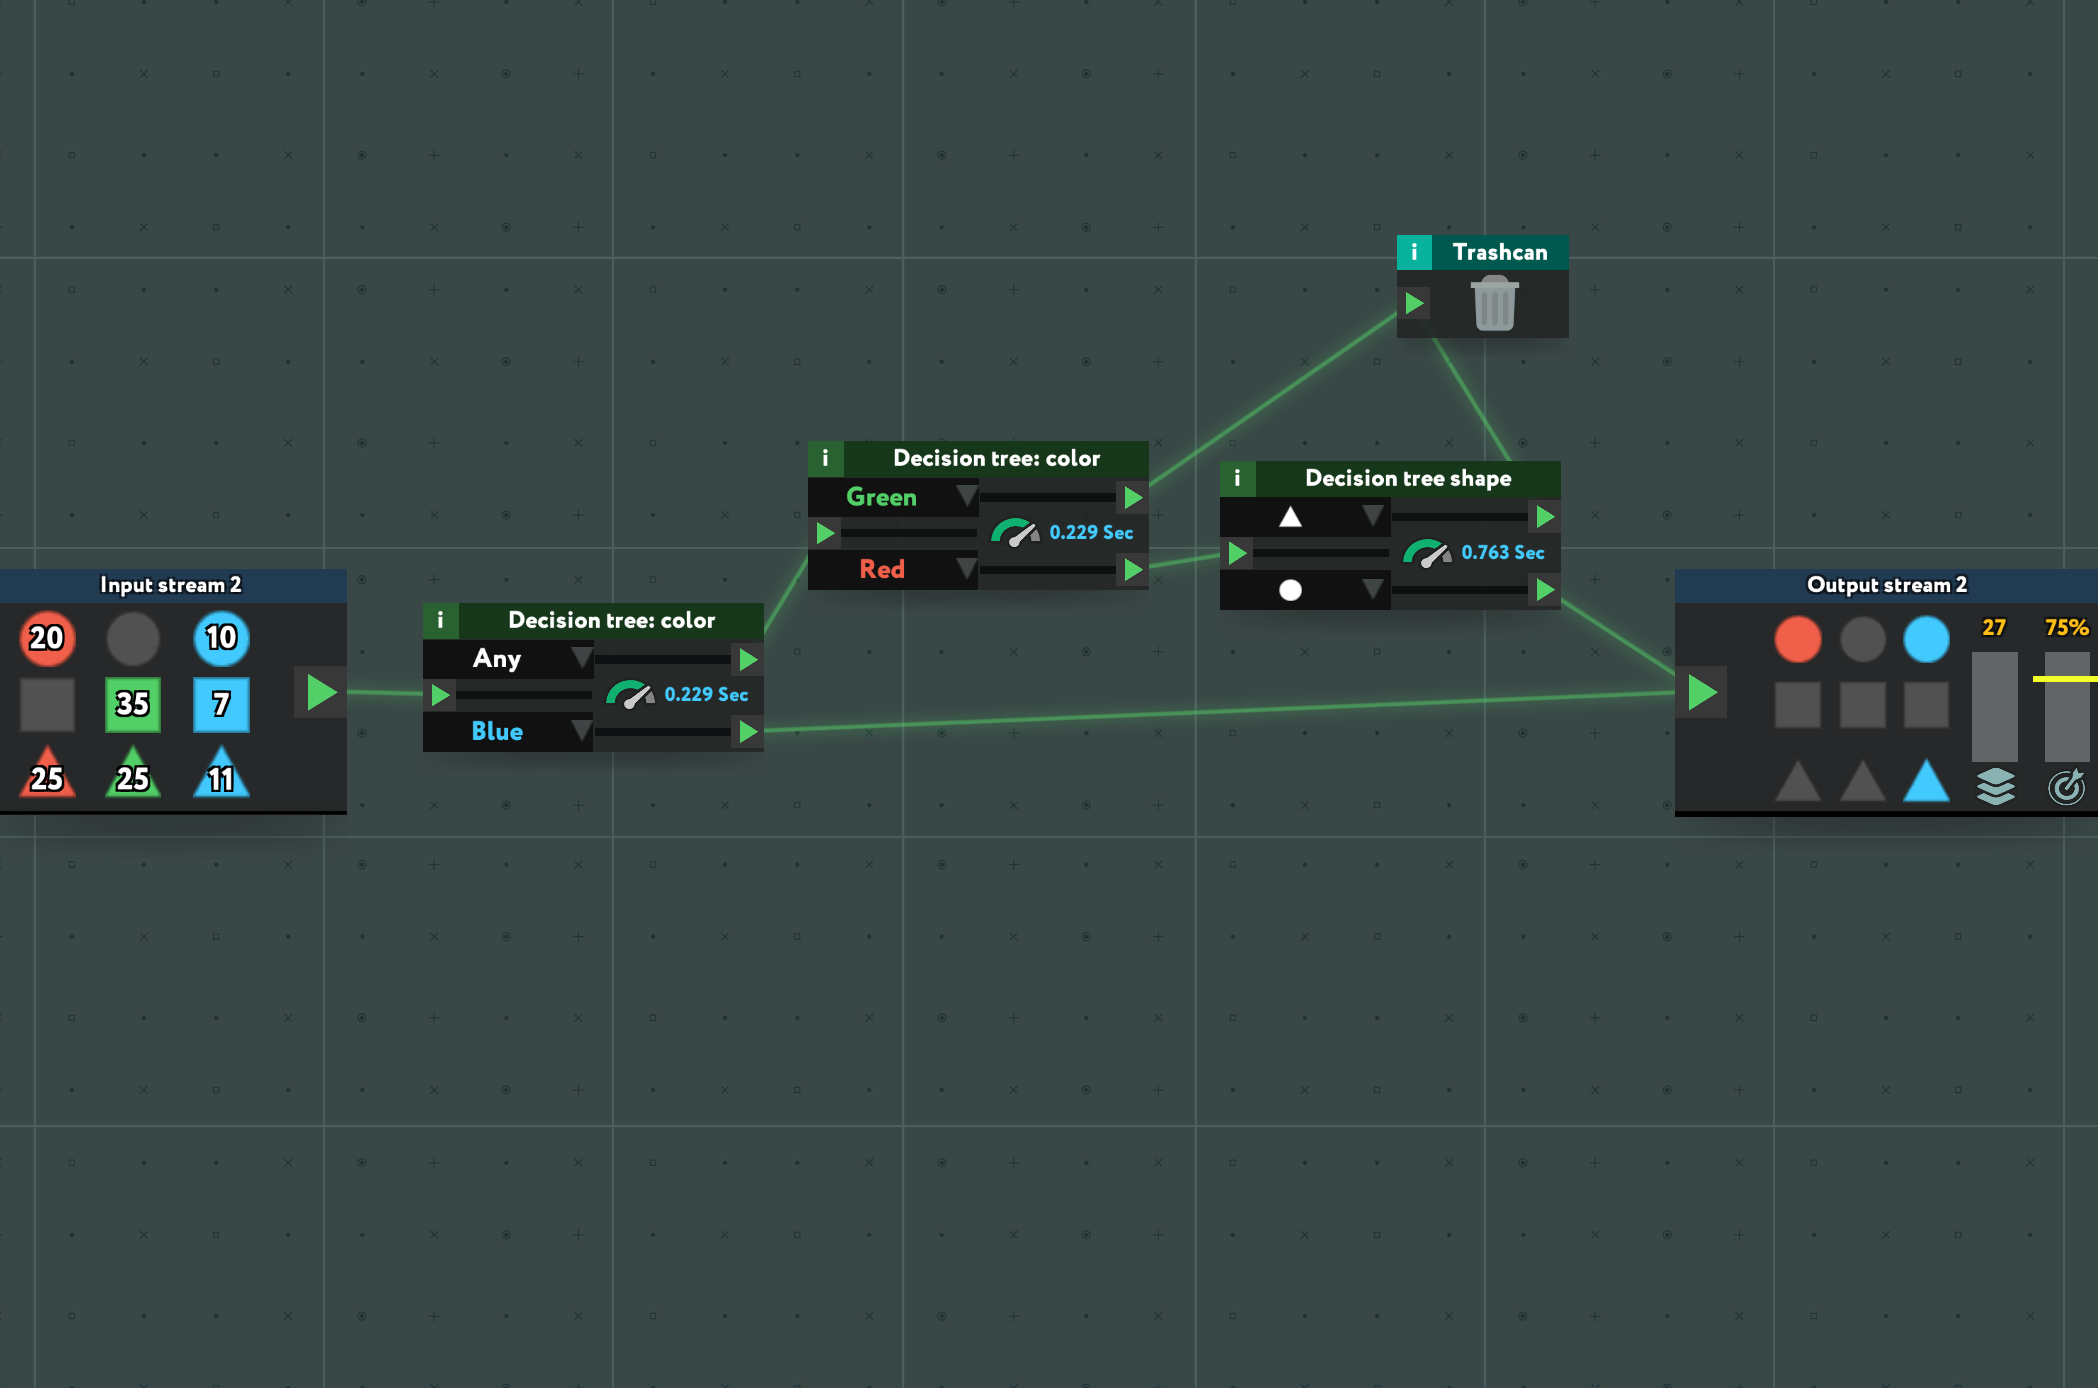 i Trashcan
i Decision tree: color
Green
0.229 Sec
Red
i Decision tree shape
0.763 Sec
Input stream 2
20 10
35 7
25 25 11
i Decision tree: color
Any
0.229 Sec
Blue
Output stream 2
27 75%